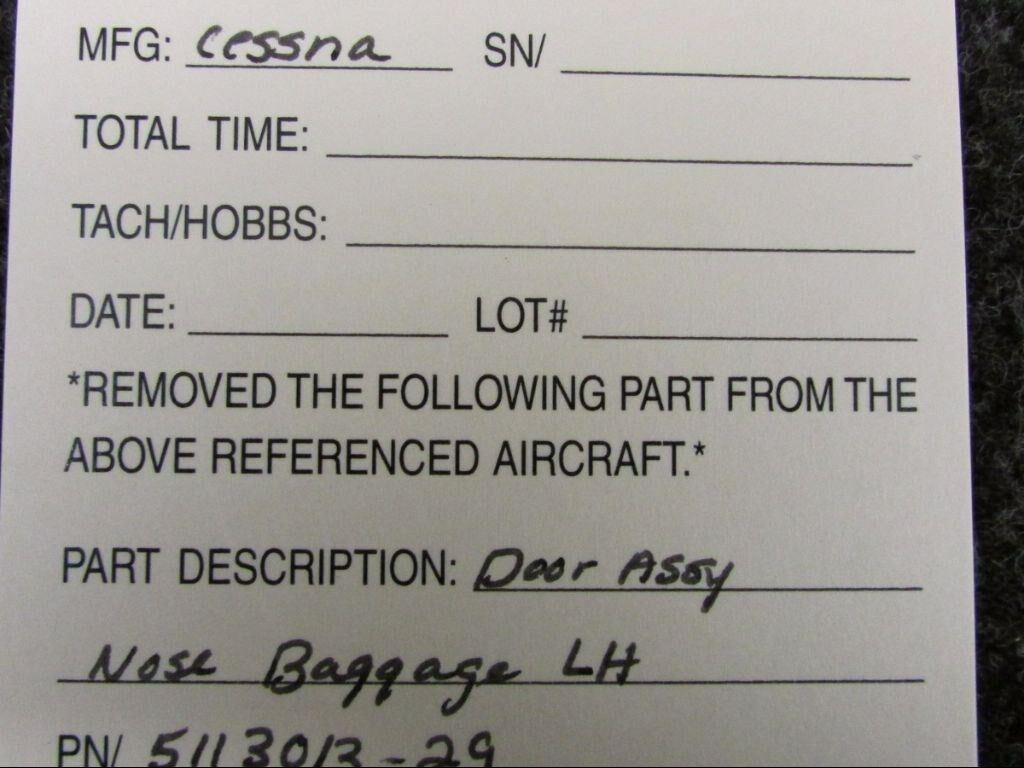 MFG: Cessna SN/
TOTAL TIME:
TACH/HOBBS:
DATE: LOT#
*REMOVED THE FOLLOWING PART FROM THE
ABOVE REFERENCED AIRCRAFT.*
PART DESCRIPTION: Door Assy
Nose Baggage LH
PN/ 5113013-29